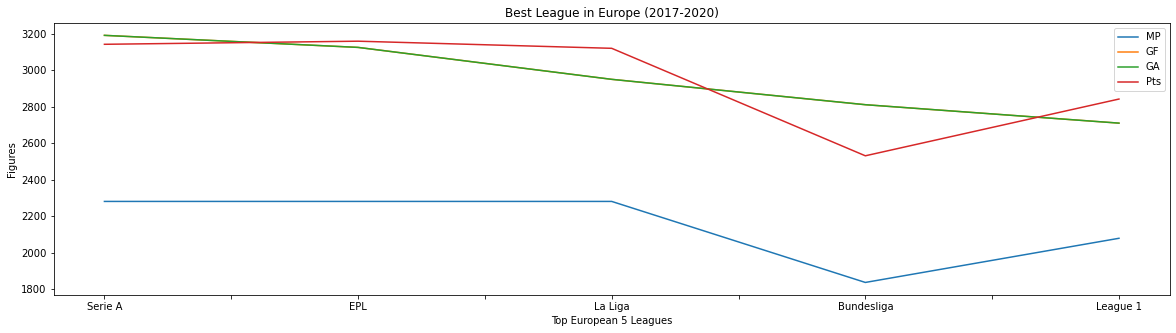 Best League in Europe (2017-2020)
MP
GF
GA
Pts
Figures
3200
3000
2800
2600
2400
2200
2000
1800
Serie A
EPL
La Liga
Bundesliga
League 1
Top European 5 Leagues